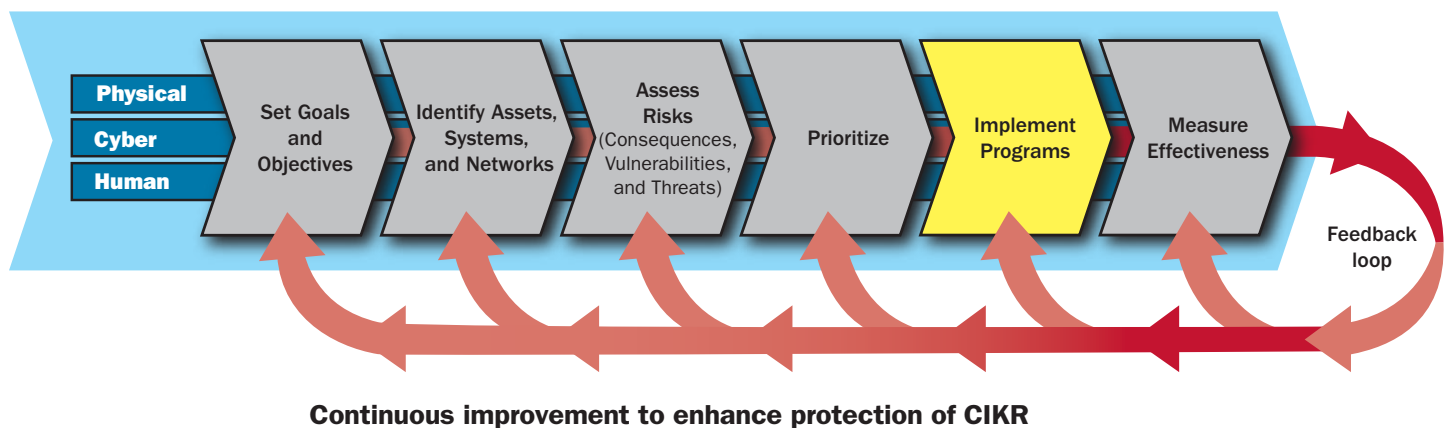 Physical
Cyber
Human
Set Goals
and
Objectives
Identify Assets,
Systems,
and Networks
Assess
Risks
(Consequences,
Vulnerabilities,
and Threats)
Prioritize
Implement
Programs
Measure
Effectiveness
Feedback
loop
Continuous improvement to enhance protection of CIKR